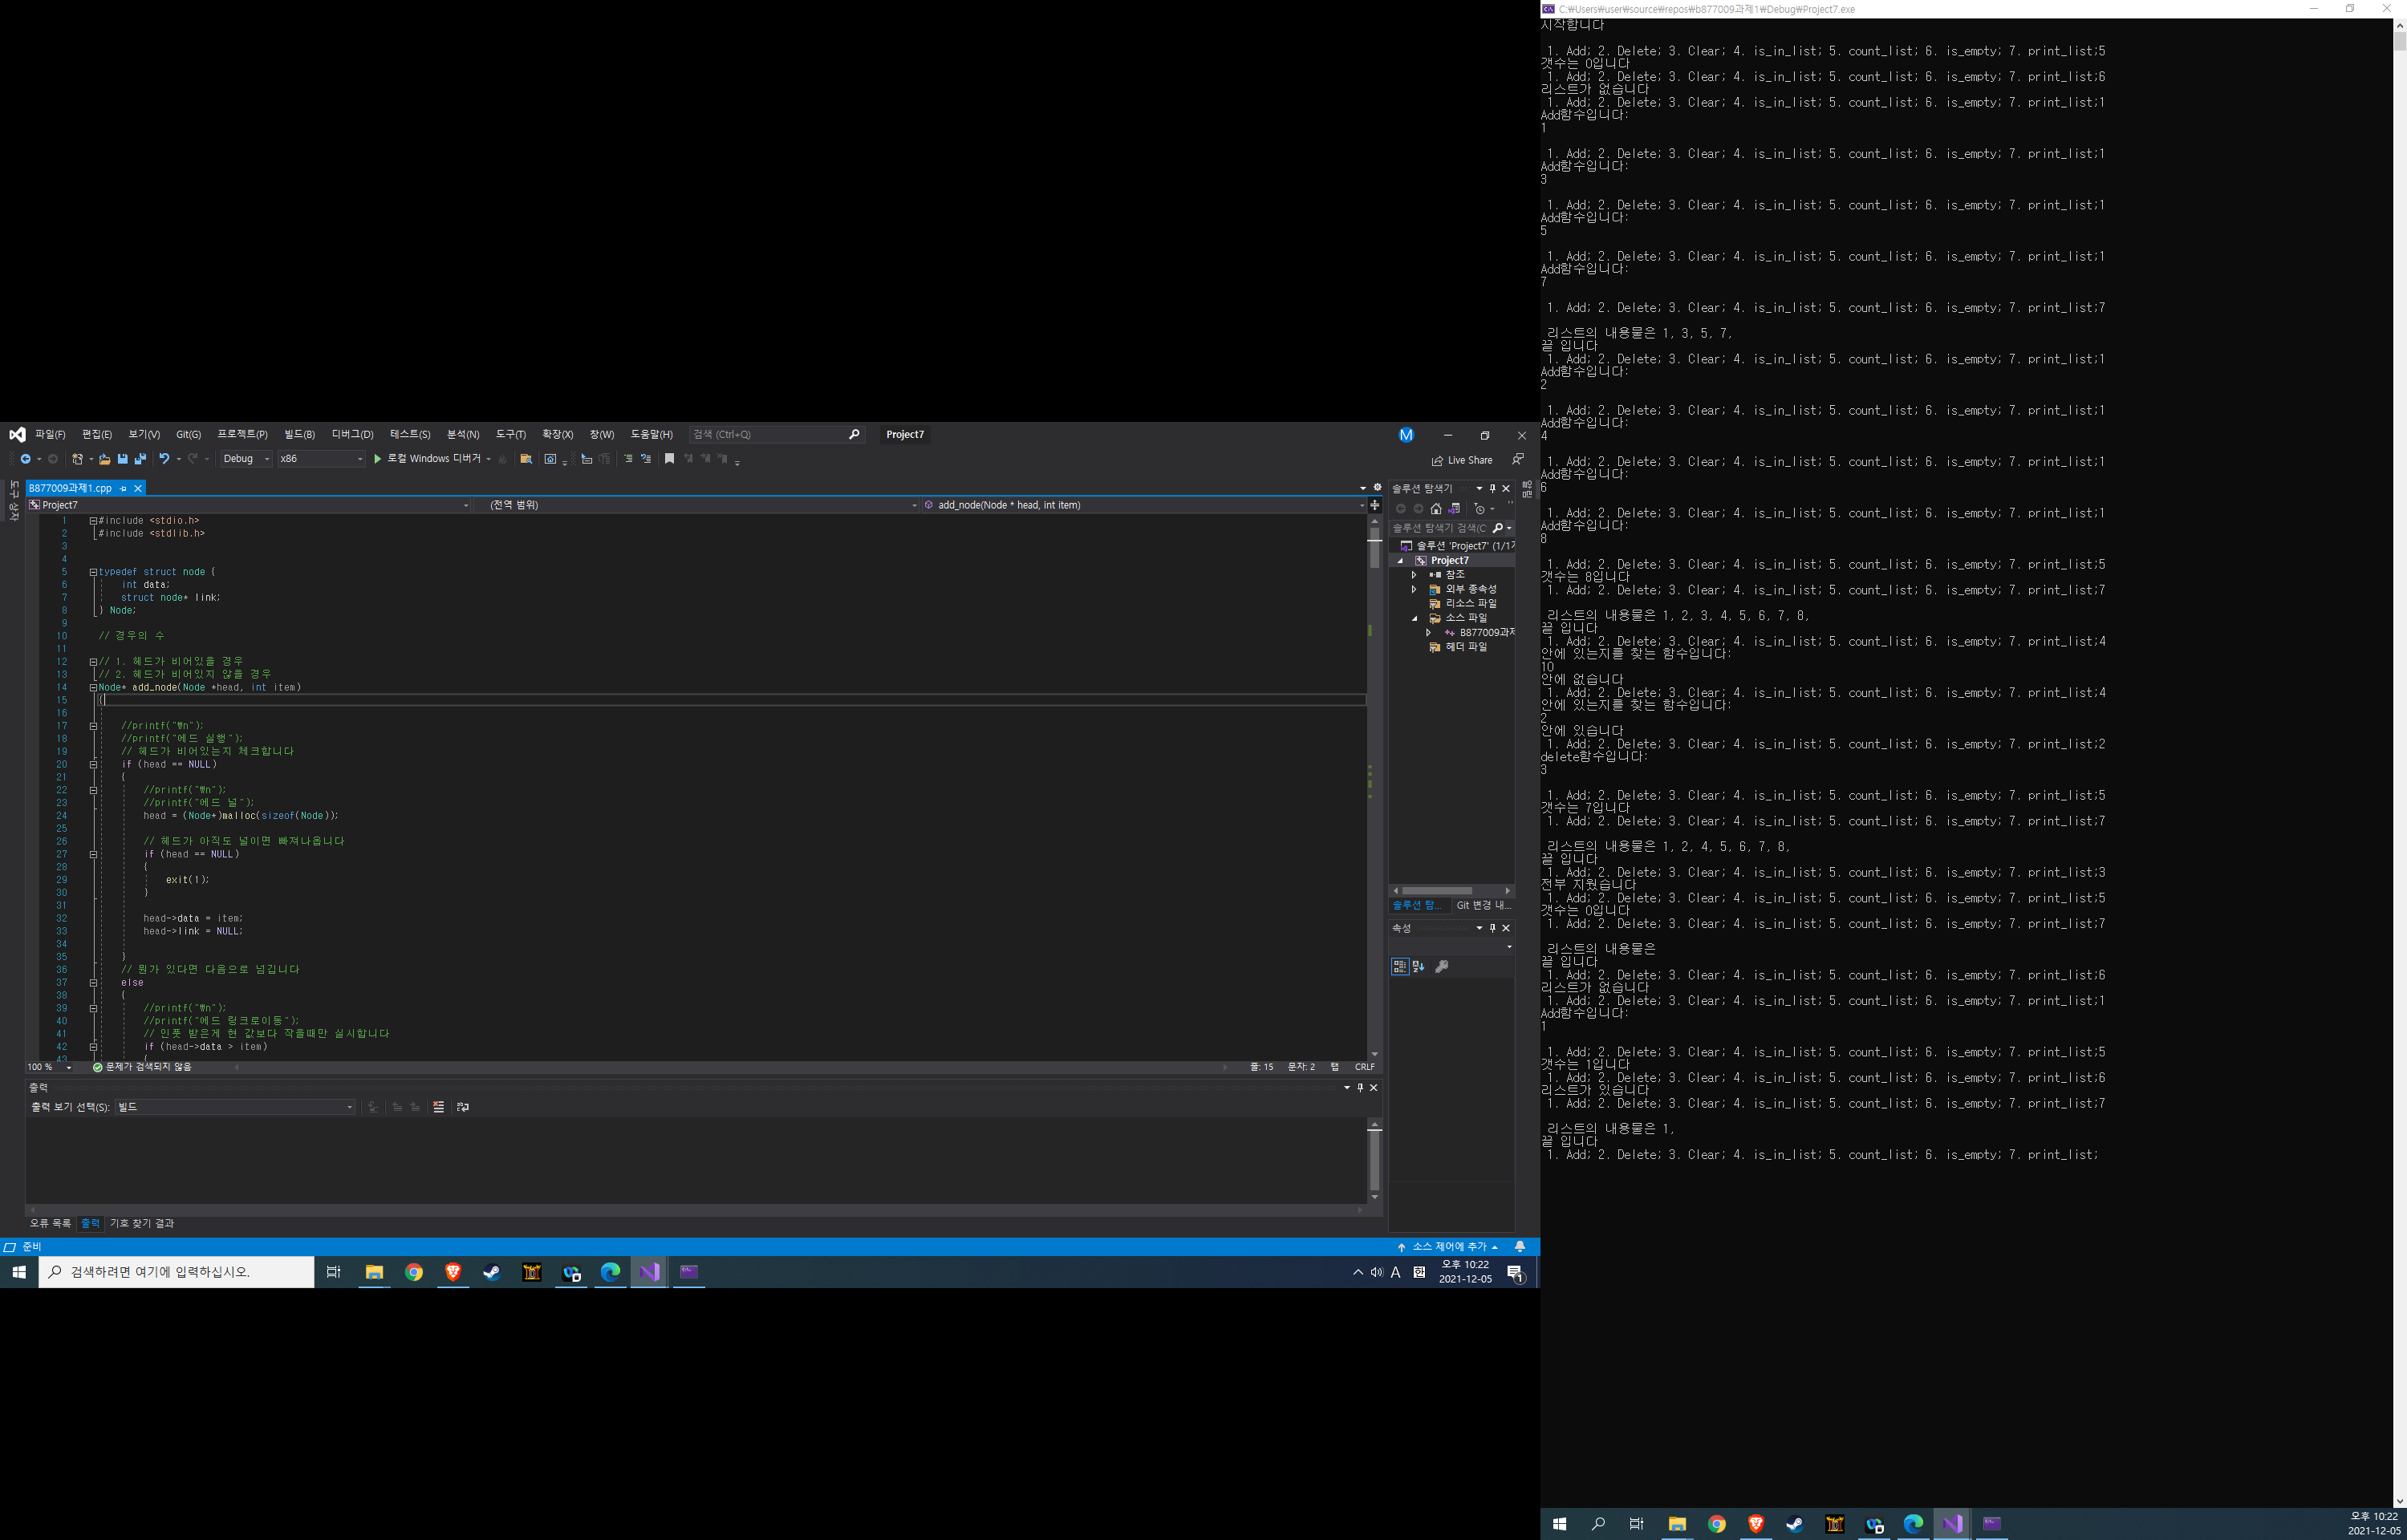 파일(F) 편집(E) 보기(V) Git(G) 프로젝트(P) 빌드(B) 디버그(D) 테스트(S) 분석(N) 도구(T) 확장(X) 창(W) 도움말(H) 검색 (Ctrl+Q) Project7
Debug x86 로컬 Windows 디버거 Live Share
도구 상자
B877009과제1.cpp
Project7 (전역 범위) add_node(Node * head, int item)
1 #include <stdio.h>
2 #include <stdlib.h>
3
4
5 typedef struct node {
6 int data;
7 struct node* link;
8 } Node;
9
10 // 경우의 수
11
12 // 1. 헤드가 비어있을 경우
13 // 2. 헤드가 비어있지 않을 경우
14 Node* add_node(Node *head, int item)
15 {
16
17 //printf("₩n");
18 //printf("에드 실행");
19 // 헤드가 비어있는지 체크합니다
20 if (head == NULL)
21 {
22 //printf("₩n");
23 //printf("에드 널");
24 head = (Node*)malloc(sizeof(Node));
25
26 // 헤드가 아직도 널이면 빠져나옵니다
27 if (head == NULL)
28 {
29 exit(1);
30 }
31
32 head->data = item;
33 head->link = NULL;
34
35 }
36 // 뭔가 있다면 다음으로 넘깁니다
37 else
38 {
39 //printf("₩n");
40 //printf("에드 링크로이동");
41 // 인풋 받은게 현 값보다 작을때만 실시합니다
42 if (head->data > item)
43 {
100 % 문제가 검색되지 않음 줄: 15 문자: 2 탭 CRLF
출력
출력 보기 선택(S): 빌드
오류 목록 출력 기호 찾기 결과
준비 소스 제어에 추가
솔루션 탐색기
솔루션 탐색기 검색(C
솔루션 'Project7' (1/1
Project7
참조
외부 종속성
리소스 파일
소스 파일
B877009과제
헤더 파일
솔루션 탐... Git 변경 내...
속성
검색하려면 여기에 입력하십시오.
A 한 오후 10:22
2021-12-05
1
C:₩Users₩user₩source₩repos₩b877009과제1₩Debug₩Project7.exe
시작합니다
1. Add; 2. Delete; 3. Clear; 4. is_in_list; 5. count_list; 6. is_empty; 7. print_list;5
갯수는 0입니다
1. Add; 2. Delete; 3. Clear; 4. is_in_list; 5. count_list; 6. is_empty; 7. print_list;6
리스트가 없습니다
1. Add; 2. Delete; 3. Clear; 4. is_in_list; 5. count_list; 6. is_empty; 7. print_list;1
Add함수입니다:
1
1. Add; 2. Delete; 3. Clear; 4. is_in_list; 5. count_list; 6. is_empty; 7. print_list;1
Add함수입니다:
3
1. Add; 2. Delete; 3. Clear; 4. is_in_list; 5. count_list; 6. is_empty; 7. print_list;1
Add함수입니다:
5
1. Add; 2. Delete; 3. Clear; 4. is_in_list; 5. count_list; 6. is_empty; 7. print_list;1
Add함수입니다:
7
1. Add; 2. Delete; 3. Clear; 4. is_in_list; 5. count_list; 6. is_empty; 7. print_list;7
리스트의 내용물은 1, 3, 5, 7,
끝 입니다
1. Add; 2. Delete; 3. Clear; 4. is_in_list; 5. count_list; 6. is_empty; 7. print_list;1
Add함수입니다:
2
1. Add; 2. Delete; 3. Clear; 4. is_in_list; 5. count_list; 6. is_empty; 7. print_list;1
Add함수입니다:
4
1. Add; 2. Delete; 3. Clear; 4. is_in_list; 5. count_list; 6. is_empty; 7. print_list;1
Add함수입니다:
6
1. Add; 2. Delete; 3. Clear; 4. is_in_list; 5. count_list; 6. is_empty; 7. print_list;1
Add함수입니다:
8
1. Add; 2. Delete; 3. Clear; 4. is_in_list; 5. count_list; 6. is_empty; 7. print_list;5
갯수는 8입니다
1. Add; 2. Delete; 3. Clear; 4. is_in_list; 5. count_list; 6. is_empty; 7. print_list;7
리스트의 내용물은 1, 2, 3, 4, 5, 6, 7, 8,
끝 입니다
1. Add; 2. Delete; 3. Clear; 4. is_in_list; 5. count_list; 6. is_empty; 7. print_list;4
안에 있는지를 찾는 함수입니다:
10
안에 없습니다
1. Add; 2. Delete; 3. Clear; 4. is_in_list; 5. count_list; 6. is_empty; 7. print_list;4
안에 있는지를 찾는 함수입니다:
2
안에 있습니다
1. Add; 2. Delete; 3. Clear; 4. is_in_list; 5. count_list; 6. is_empty; 7. print_list;2
delete함수입니다:
3
1. Add; 2. Delete; 3. Clear; 4. is_in_list; 5. count_list; 6. is_empty; 7. print_list;5
갯수는 7입니다
1. Add; 2. Delete; 3. Clear; 4. is_in_list; 5. count_list; 6. is_empty; 7. print_list;7
리스트의 내용물은 1, 2, 4, 5, 6, 7, 8,
끝 입니다
1. Add; 2. Delete; 3. Clear; 4. is_in_list; 5. count_list; 6. is_empty; 7. print_list;3
전부 지웠습니다
1. Add; 2. Delete; 3. Clear; 4. is_in_list; 5. count_list; 6. is_empty; 7. print_list;5
갯수는 0입니다
1. Add; 2. Delete; 3. Clear; 4. is_in_list; 5. count_list; 6. is_empty; 7. print_list;7
리스트의 내용물은
끝 입니다
1. Add; 2. Delete; 3. Clear; 4. is_in_list; 5. count_list; 6. is_empty; 7. print_list;6
리스트가 없습니다
1. Add; 2. Delete; 3. Clear; 4. is_in_list; 5. count_list; 6. is_empty; 7. print_list;1
Add함수입니다:
1
1. Add; 2. Delete; 3. Clear; 4. is_in_list; 5. count_list; 6. is_empty; 7. print_list;5
갯수는 1입니다
1. Add; 2. Delete; 3. Clear; 4. is_in_list; 5. count_list; 6. is_empty; 7. print_list;6
리스트가 있습니다
1. Add; 2. Delete; 3. Clear; 4. is_in_list; 5. count_list; 6. is_empty; 7. print_list;7
리스트의 내용물은 1,
끝 입니다
1. Add; 2. Delete; 3. Clear; 4. is_in_list; 5. count_list; 6. is_empty; 7. print_list;
오후 10:22
2021-12-05